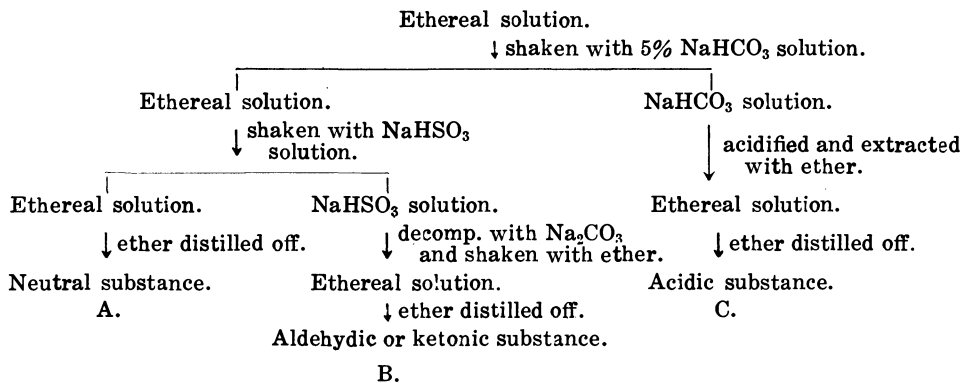 Ethereal solution.
↓ shaken with 5% NaHCO₃ solution.
Ethereal solution.
NaHCO₃ solution.
↓ shaken with NaHSO₃
solution.
↓ acidified and extracted
with ether.
Ethereal solution.
NaHSO₃ solution.
Ethereal solution.
↓ ether distilled off.
↓ decomp. with Na₂CO₃
and shaken with ether.
↓ ether distilled off.
Neutral substance.
Ethereal solution.
Acidic substance.
A.
↓ ether distilled off.
C.
Aldehydic or ketonic substance.
B.